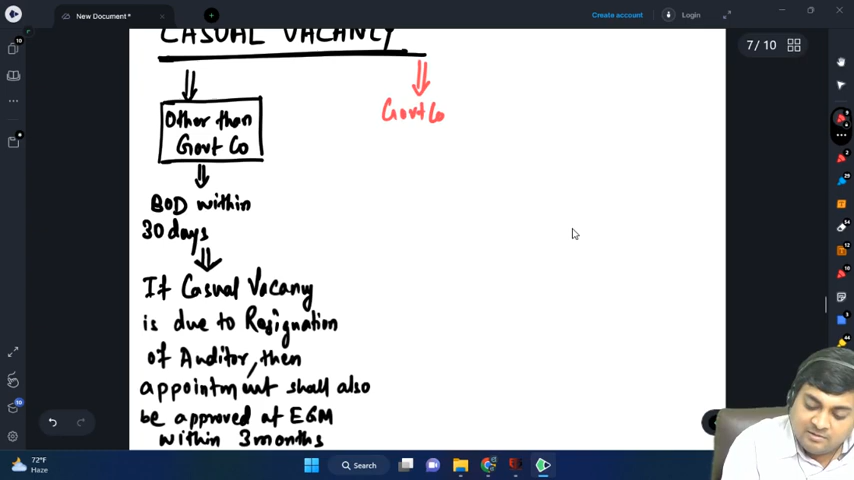 New Document*
Create account
Login
7/10
CASUAL VACANCY
Other than
Govt Co
Govt Co
BOD within
30 days
If Casual Vacancy
is due to Resignation
of Auditor, then
appointment shall also
be approved at EGM
within 3 months
72°F
Haze
Search